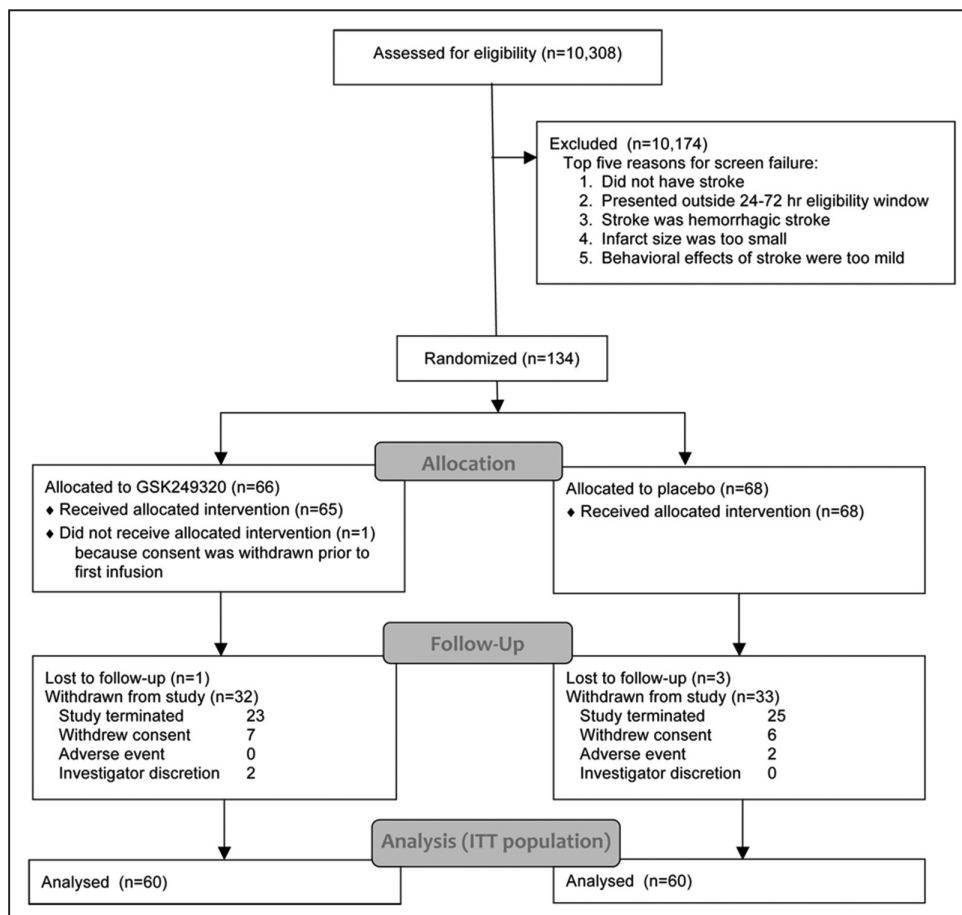 Assessed for eligibility (n=10,308)
Excluded (n=10,174)
Top five reasons for screen failure:
1. Did not have stroke
2. Presented outside 24-72 hr eligibility window
3. Stroke was hemorrhagic stroke
4. Infarct size was too small
5. Behavioral effects of stroke were too mild
Randomized (n=134)
Allocation
Allocated to GSK249320 (n=66)
♦ Received allocated intervention (n=65)
♦ Did not receive allocated intervention (n=1)
because consent was withdrawn prior to
first infusion
Allocated to placebo (n=68)
♦ Received allocated intervention (n=68)
Follow-Up
Lost to follow-up (n=1)
Withdrawn from study (n=32)
Study terminated 23
Withdrew consent 7
Adverse event 0
Investigator discretion 2
Lost to follow-up (n=3)
Withdrawn from study (n=33)
Study terminated 25
Withdrew consent 6
Adverse event 2
Investigator discretion 0
Analysis (ITT population)
Analysed (n=60)
Analysed (n=60)